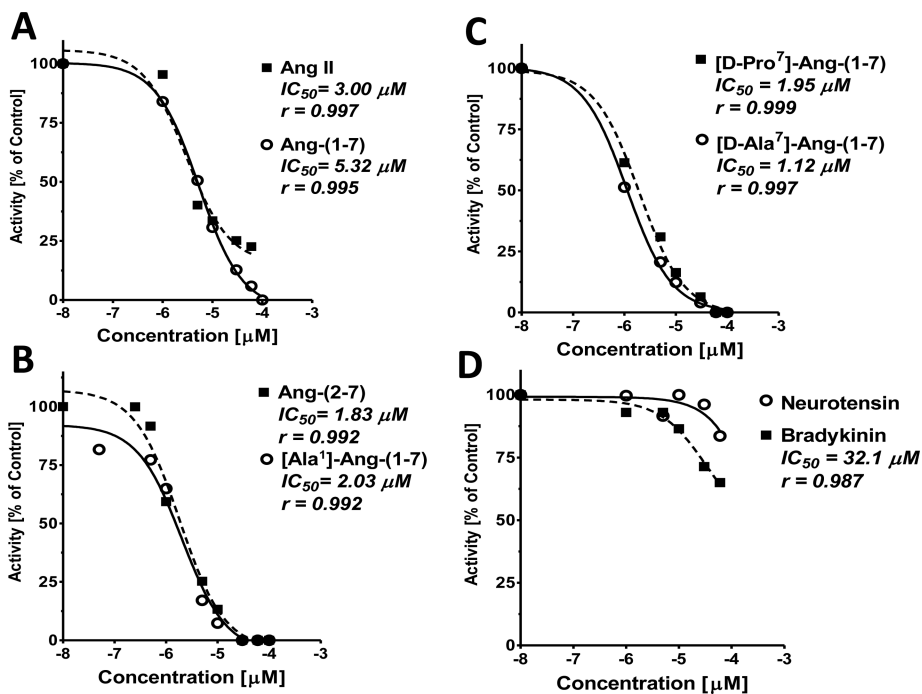 A
Activity [% of Control]
100
75
50
25
0
-8 -7 -6 -5 -4 -3
Concentration [µM]
Ang II
IC50= 3.00 µM
r = 0.997
Ang-(1-7)
IC50= 5.32 µM
r = 0.995
B
Activity [% of Control]
100
75
50
25
0
-8 -7 -6 -5 -4 -3
Concentration [µM]
Ang-(2-7)
IC50= 1.83 µM
r = 0.992
[Ala1]-Ang-(1-7)
IC50= 2.03 µM
r = 0.992
C
Activity [% of Control]
100
75
50
25
0
-8 -7 -6 -5 -4 -3
Concentration [µM]
[D-Pro7]-Ang-(1-7)
IC50 = 1.95 µM
r = 0.999
[D-Ala7]-Ang-(1-7)
IC50 = 1.12 µM
r = 0.997
D
Activity [% of Control]
100
75
50
25
0
-8 -7 -6 -5 -4 -3
Concentration [µM]
Neurotensin
Bradykinin
IC50 = 32.1 µM
r = 0.987